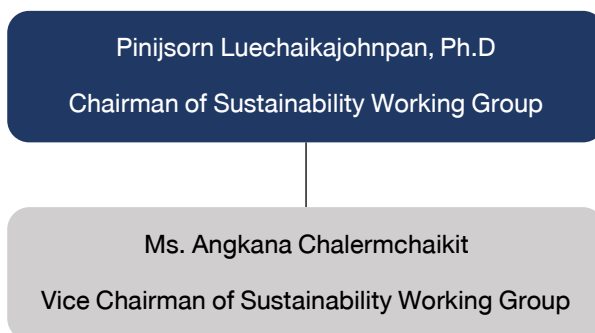 Pinijsorn Luechaikajohnpan, Ph.D
Chairman of Sustainability Working Group
Ms. Angkana Chalermchaikit
Vice Chairman of Sustainability Working Group